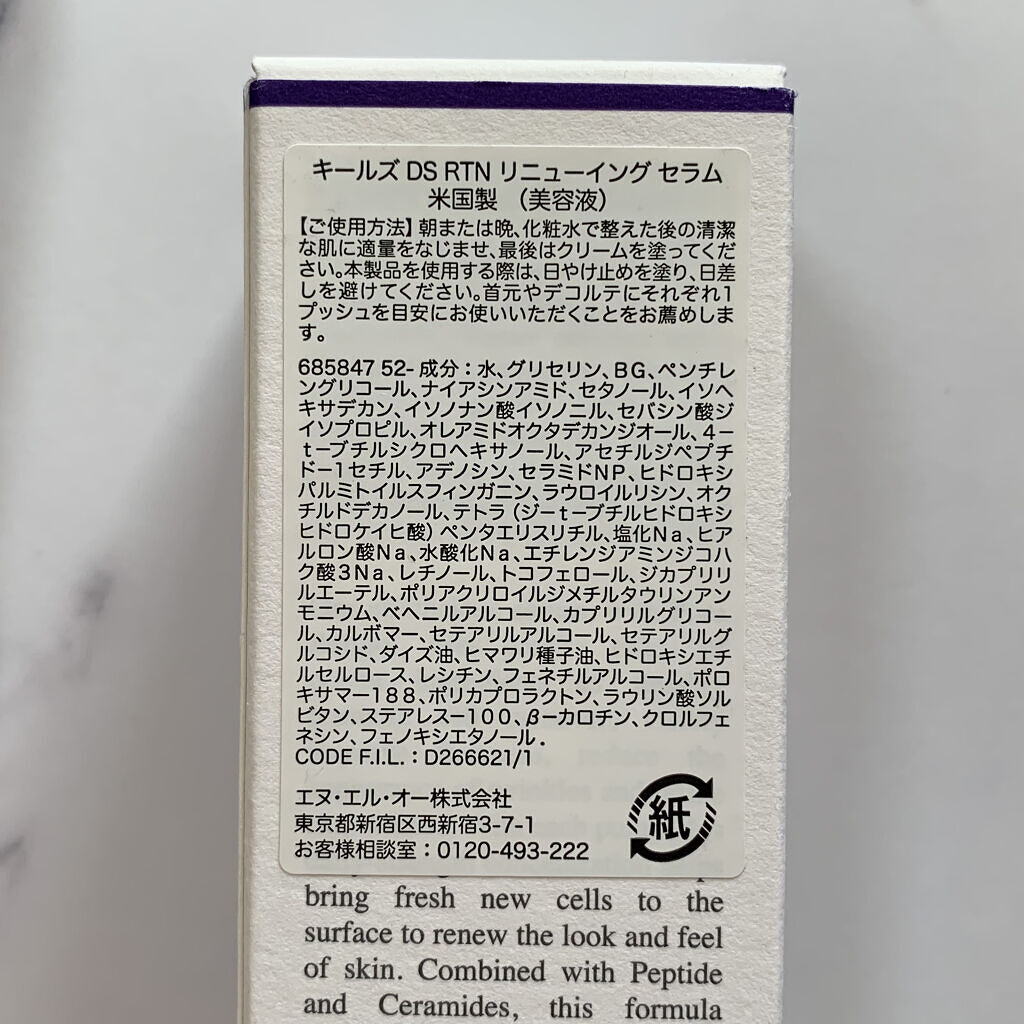 キールズ DS RTN リニューイング セラム
米国製 （美容液）
【ご使用方法】朝または晩、化粧水で整えた後の清潔
な肌に適量をなじませ、最後はクリームを塗ってくだ
さい。本製品を使用する際は、日やけ止めを塗り、日差
しを避けてください。首元やデコルテにそれぞれ1
プッシュを目安にお使いいただくことをお薦めしま
す。
685847 52- 成分：水、グリセリン、BG、ペンチレ
ングリコール、ナイアシンアミド、セタノール、イソヘ
キサデカン、イソノナン酸イソノニル、セバシン酸ジ
イソプロピル、オレアミドオクタデカンジオール、4－
t－ブチルシクロヘキサノール、アセチルジペプチ
ド－1セチル、アデノシン、セラミドNP、ヒドロキシ
パルミトイルスフィンガニン、ラウロイルリシン、オク
チルドデカノール、テトラ（ジーt－ブチルヒドロキシ
ヒドロケイヒ酸）ペンタエリスリチル、塩化Na、ヒア
ルロン酸Na、水酸化Na、エチレンジアミンジコハ
ク酸3Na、レチノール、トコフェロール、ジカプリリ
ルエーテル、ポリアクリロイルジメチルタウリンアン
モニウム、ベヘニルアルコール、カプリリルグリコー
ル、カルボマー、セテアリルアルコール、セテアリルグ
ルコシド、ダイズ油、ヒマワリ種子油、ヒドロキシエチ
ルセルロース、レシチン、フェネチルアルコール、ポロ
キサマー188、ポリカプロラクトン、ラウリン酸ソル
ビタン、ステアレス－100、β－カロチン、クロルフェ
ネシン、フェノキシエタノール.
CODE F.I.L.：D266621/1
エヌ・エル・オー株式会社
東京都新宿区西新宿3-7-1
お客様相談室：0120-493-222
紙
bring fresh new cells to the
surface to renew the look and feel
of skin. Combined with Peptide
and Ceramides, this formula